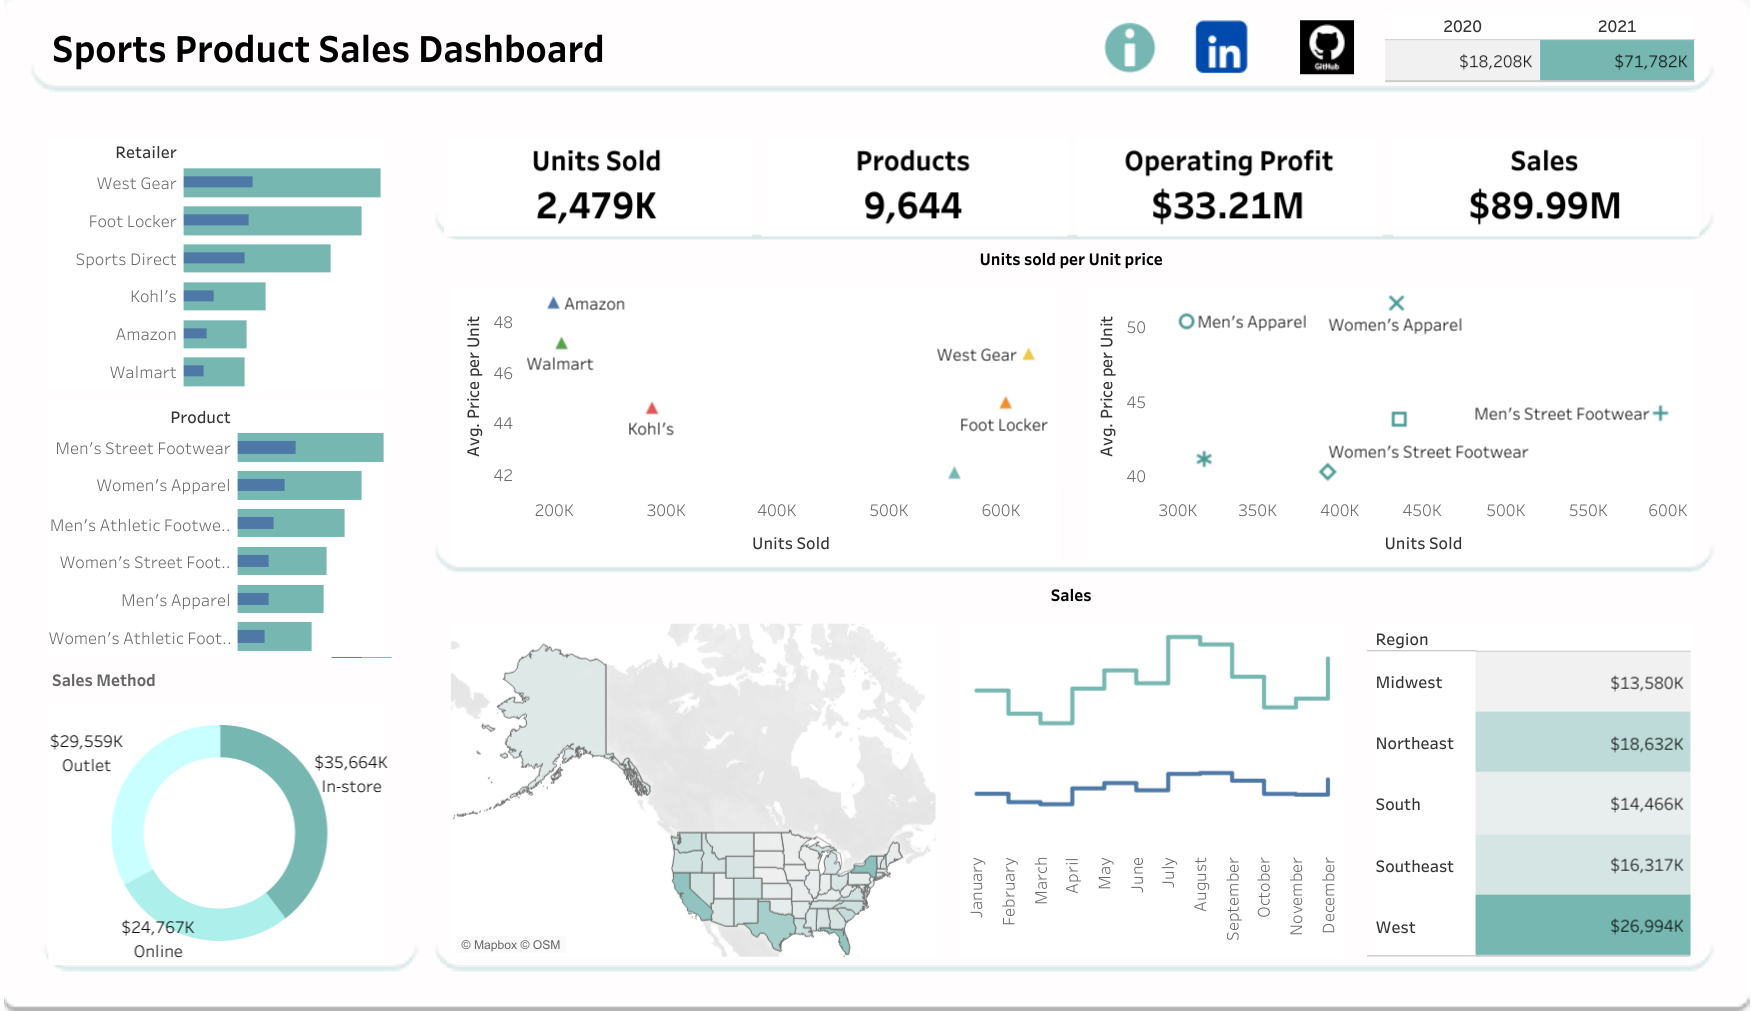 Sports Product Sales Dashboard
in
GitHub
2020
2021
$18,208K
$71,782K
Retailer
West Gear
Foot Locker
Sports Direct
Kohl's
Amazon
Walmart
Product
Men's Street Footwear
Women's Apparel
Men's Athletic Footwe..
Women's Street Foot..
Men's Apparel
Women's Athletic Foot..
Sales Method
$29,559K
Outlet
$35,664K
In-store
$24,767K
Online
Units Sold
2,479K
Products
9,644
Operating Profit
$33.21M
Sales
$89.99M
Units sold per Unit price
Avg. Price per Unit
48
46
44
42
Amazon
Walmart
West Gear
Kohl's
Foot Locker
200K
300K
400K
500K
600K
Units Sold
Avg. Price per Unit
50
45
40
Men's Apparel
Women's Apparel
Men's Street Footwear
Women's Street Footwear
300K
350K
400K
450K
500K
550K
600K
Units Sold
Sales
© Mapbox © OSM
January
February
March
April
May
June
July
August
September
October
November
December
Region
Midwest
$13,580K
Northeast
$18,632K
South
$14,466K
Southeast
$16,317K
West
$26,994K